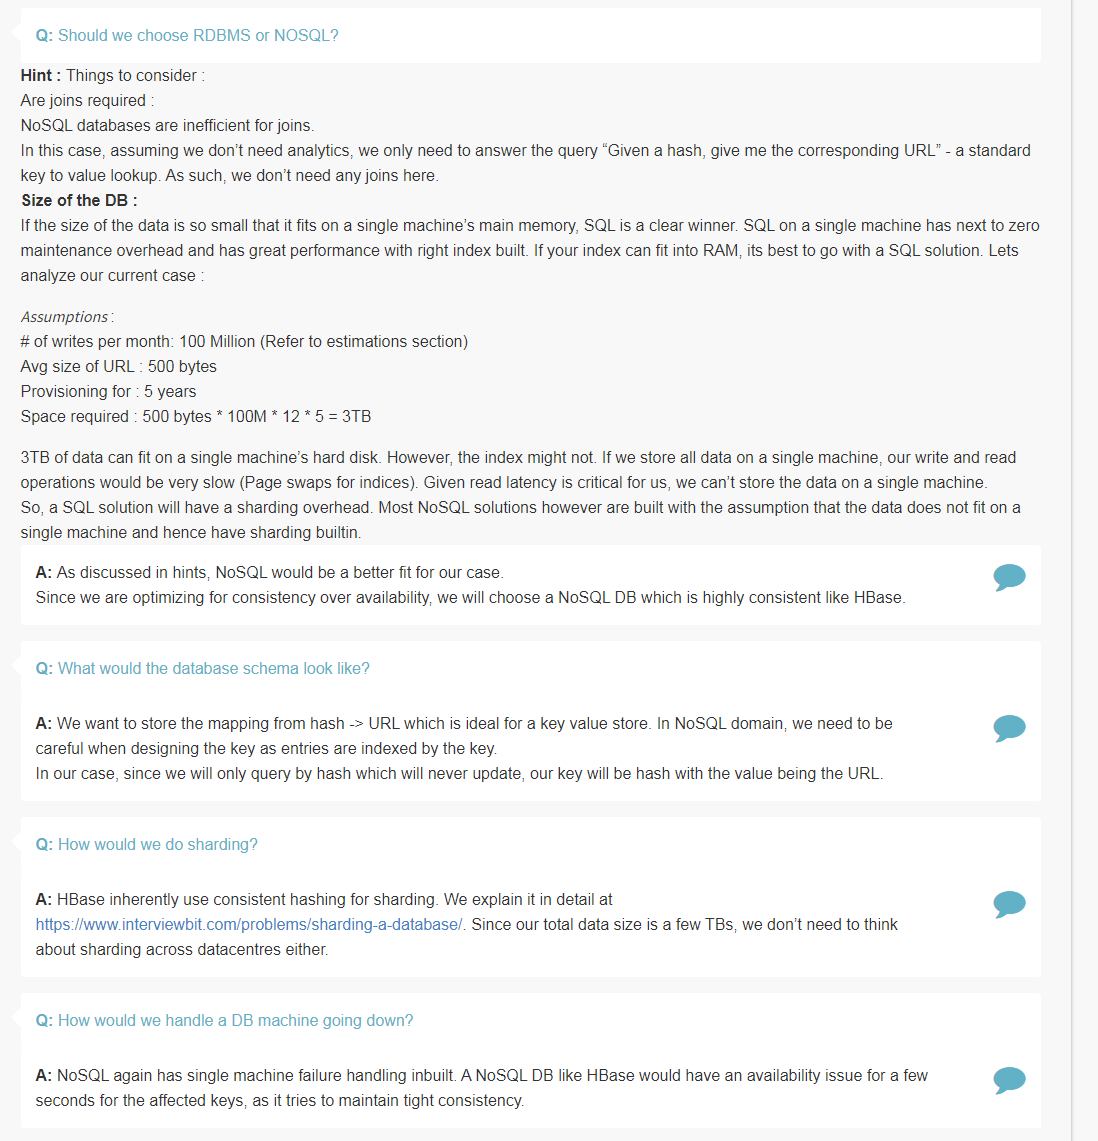 Q: Should we choose RDBMS or NOSQL?
Hint : Things to consider :
Are joins required :
NoSQL databases are inefficient for joins.
In this case, assuming we don’t need analytics, we only need to answer the query “Given a hash, give me the corresponding URL” - a standard
key to value lookup. As such, we don’t need any joins here.
Size of the DB :
If the size of the data is so small that it fits on a single machine’s main memory, SQL is a clear winner. SQL on a single machine has next to zero
maintenance overhead and has great performance with right index built. If your index can fit into RAM, its best to go with a SQL solution. Lets
analyze our current case :
Assumptions :
# of writes per month: 100 Million (Refer to estimations section)
Avg size of URL : 500 bytes
Provisioning for : 5 years
Space required : 500 bytes * 100M * 12 * 5 = 3TB
3TB of data can fit on a single machine’s hard disk. However, the index might not. If we store all data on a single machine, our write and read
operations would be very slow (Page swaps for indices). Given read latency is critical for us, we can’t store the data on a single machine.
So, a SQL solution will have a sharding overhead. Most NoSQL solutions however are built with the assumption that the data does not fit on a
single machine and hence have sharding builtin.
A: As discussed in hints, NoSQL would be a better fit for our case.
Since we are optimizing for consistency over availability, we will choose a NoSQL DB which is highly consistent like HBase.
Q: What would the database schema look like?
A: We want to store the mapping from hash -> URL which is ideal for a key value store. In NoSQL domain, we need to be
careful when designing the key as entries are indexed by the key.
In our case, since we will only query by hash which will never update, our key will be hash with the value being the URL.
Q: How would we do sharding?
A: HBase inherently use consistent hashing for sharding. We explain it in detail at
https://www.interviewbit.com/problems/sharding-a-database/. Since our total data size is a few TBs, we don’t need to think
about sharding across datacentres either.
Q: How would we handle a DB machine going down?
A: NoSQL again has single machine failure handling inbuilt. A NoSQL DB like HBase would have an availability issue for a few
seconds for the affected keys, as it tries to maintain tight consistency.